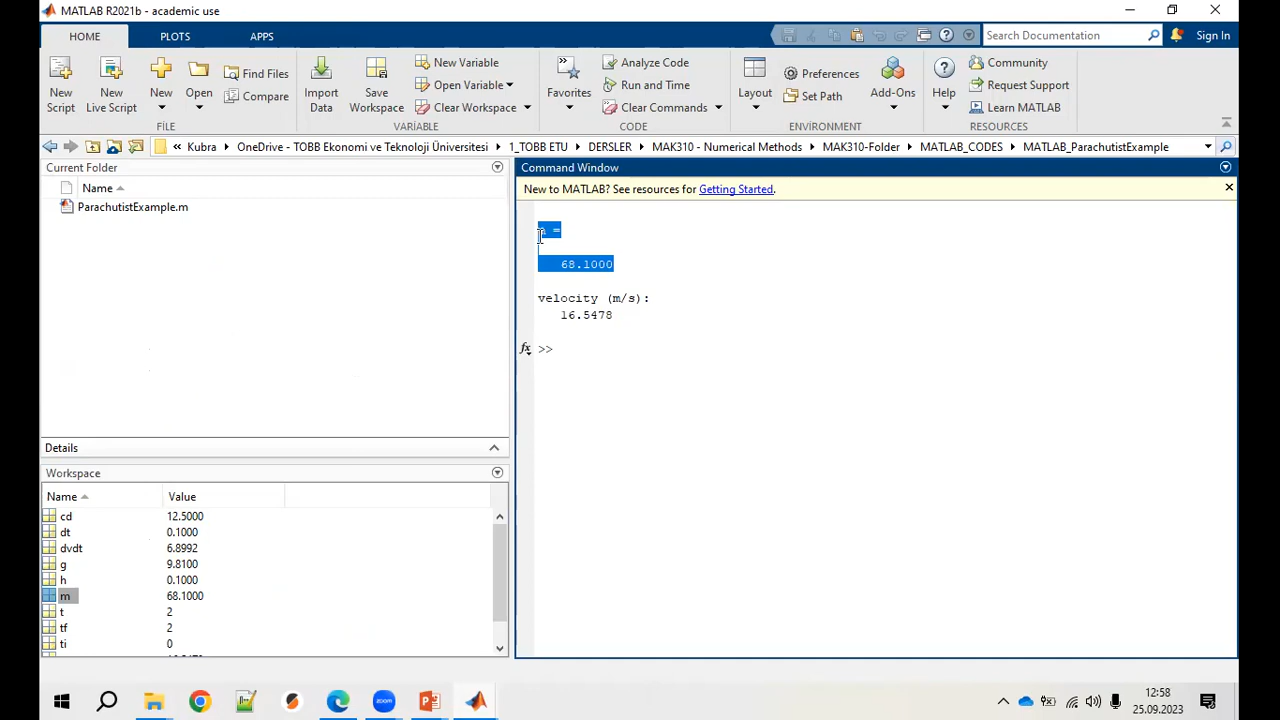 MATLAB R2021b - academic use
HOME PLOTS APPS
Search Documentation
Sign In
New Script
New Live Script
New
Open
Find Files
Compare
FILE
Import Data
Save Workspace
New Variable
Open Variable
Clear Workspace
VARIABLE
Favorites
Analyze Code
Run and Time
Clear Commands
CODE
Layout
Preferences
Set Path
Add-Ons
ENVIRONMENT
Help
Community
Request Support
Learn MATLAB
RESOURCES
Kubra OneDrive - TOBB Ekonomi ve Teknoloji Üniversitesi 1_TOBB ETU DERSLER MAK310 - Numerical Methods MAK310-Folder MATLAB_CODES MATLAB_ParachutistExample
Current Folder
Name
ParachutistExample.m
Details
Workspace
Name Value
cd 12.5000
dt 0.1000
dvdt 6.8992
g 9.8100
h 0.1000
m 68.1000
t 2
tf 2
ti 0
Command Window
New to MATLAB? See resources for Getting Started.
m =
68.1000
velocity (m/s):
16.5478
fx >>
zoom
12:58
25.09.2023